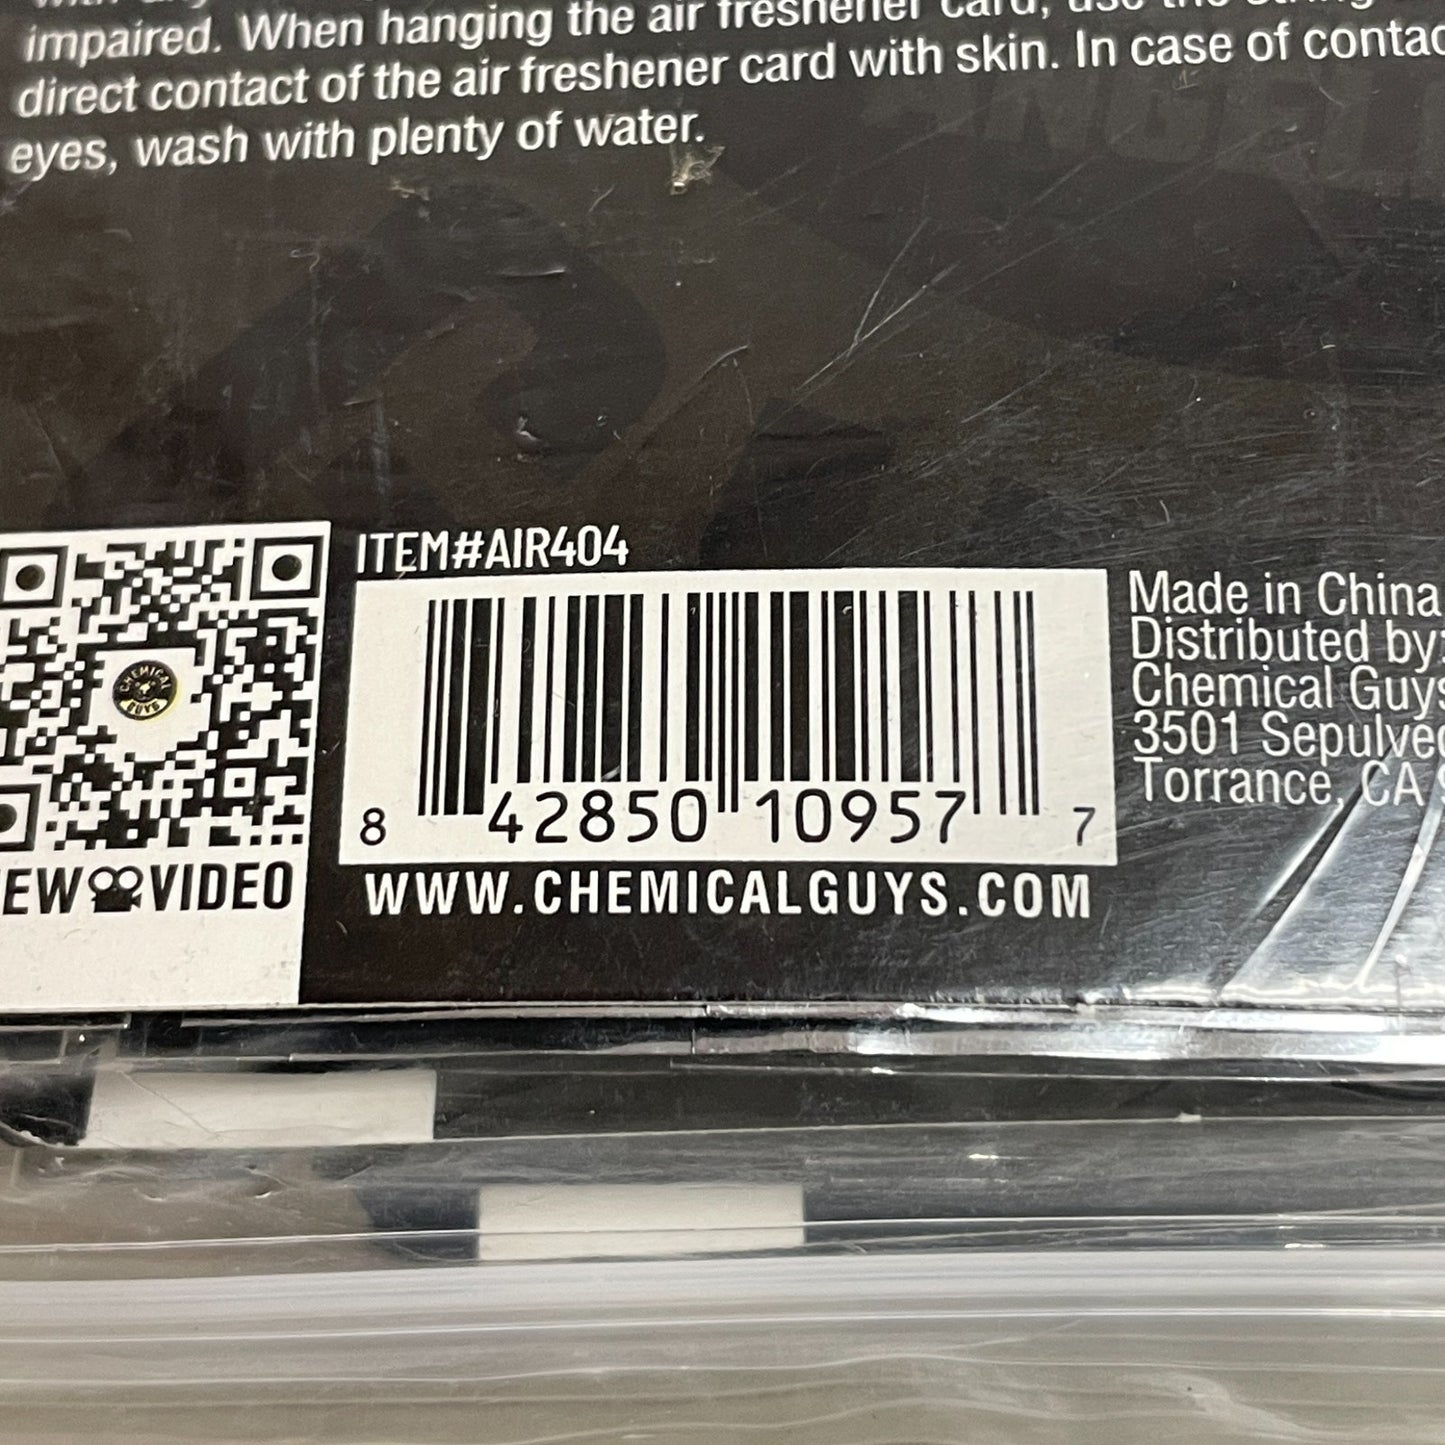 impaired. When hanging the air freshener card, use the string
direct contact of the air freshener card with skin. In case of
eyes, wash with plenty of water.
ITEM#AIR404
CHEMICAL
GUYS
8 42850 10957 7
VIDEO
WWW.CHEMICALGUYS.COM
Made in China
Distributed by:
Chemical Guys
3501
Torrance, CA